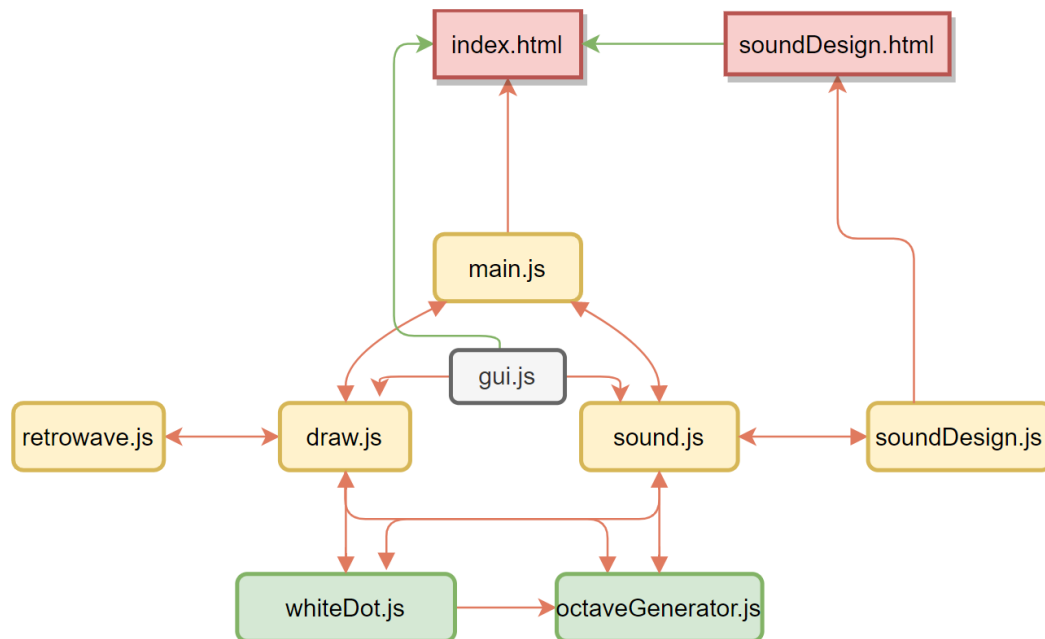 index.html
soundDesign.html
main.js
gui.js
retrowave.js
draw.js
sound.js
soundDesign.js
whiteDot.js
octaveGenerator.js